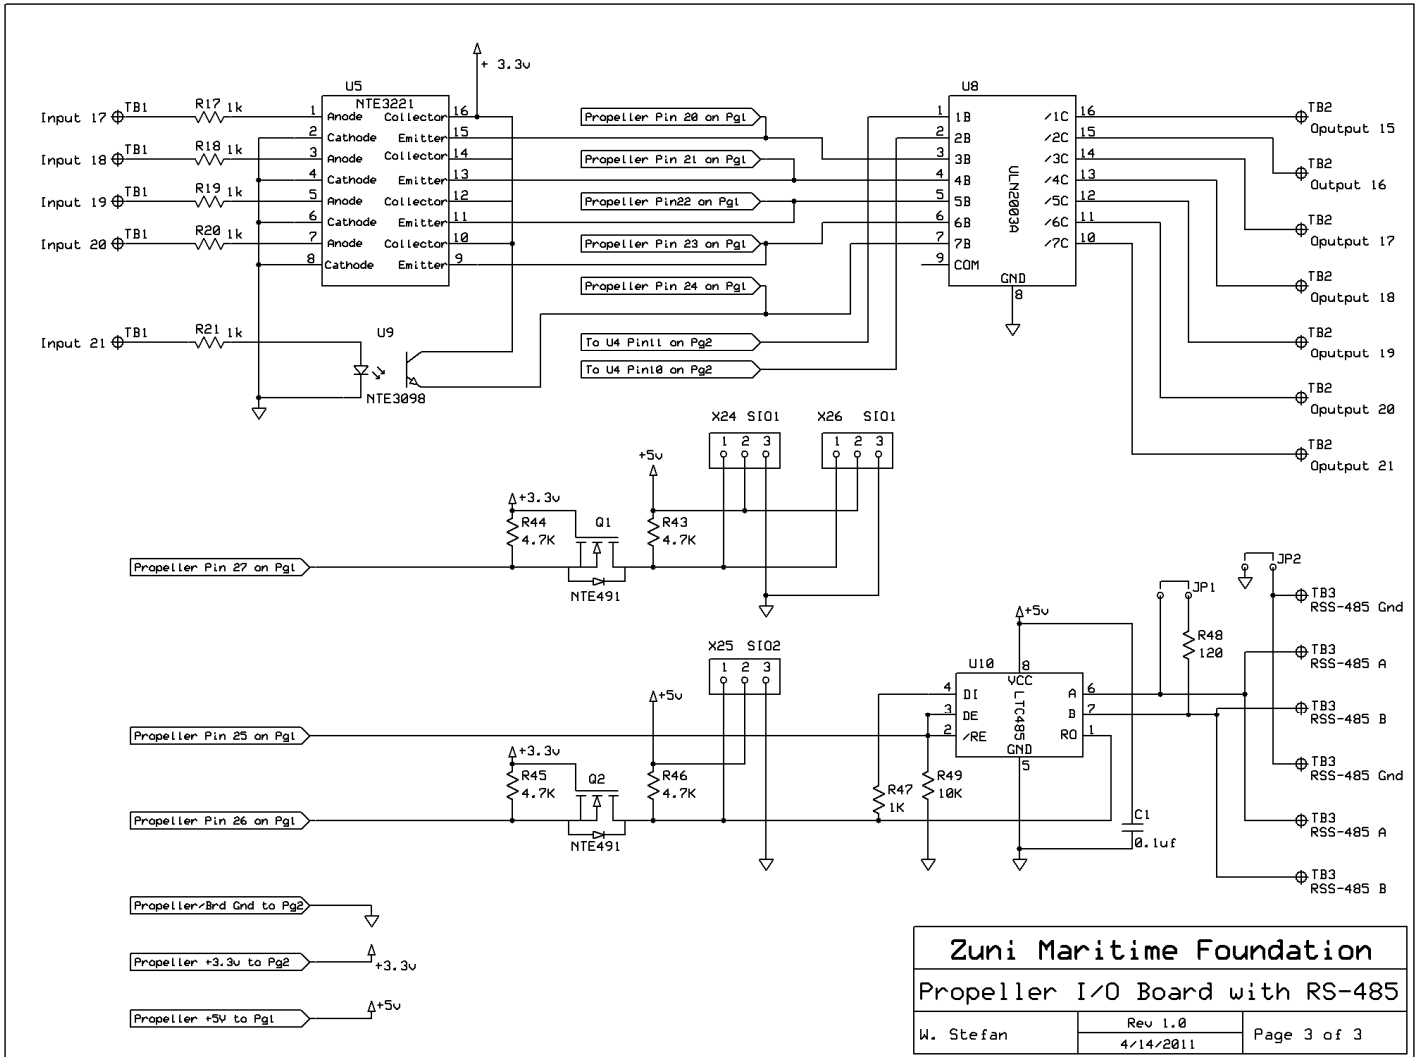 + 3.3v
U5
NTE3221
Input 17 TB1 R17 1k
Input 18 TB1 R18 1k
Input 19 TB1 R19 1k
Input 20 TB1 R20 1k
1 Anode Collector 16
2 Cathode Emitter 15
3 Anode Collector 14
4 Cathode Emitter 13
5 Anode Collector 12
6 Cathode Emitter 11
7 Anode Collector 10
8 Cathode Emitter 9
Input 21 TB1 R21 1k
U9
NTE3098
Propeller Pin 20 on Pg1
Propeller Pin 21 on Pg1
Propeller Pin22 on Pg1
Propeller Pin 23 on Pg1
Propeller Pin 24 on Pg1
To U4 Pin11 on Pg2
To U4 Pin10 on Pg2
U8
ULN2003A
1 1B /1C 16
2 2B /2C 15
3 3B /3C 14
4 4B /4C 13
5 5B /5C 12
6 6B /6C 11
7 7B /7C 10
9 COM
GND
8
TB2
Oputput 15
TB2
Output 16
TB2
Oputput 17
TB2
Oputput 18
TB2
Oputput 19
TB2
Oputput 20
TB2
Oputput 21
X24 SIO1
1 2 3
X26 SIO1
1 2 3
+5v
+3.3v
R44
4.7K
Q1
R43
4.7K
Propeller Pin 27 on Pg1
NTE491
X25 SIO2
1 2 3
+5v
Propeller Pin 25 on Pg1
+3.3v
R45
4.7K
Q2
R46
4.7K
Propeller Pin 26 on Pg1
NTE491
+5v
U10
8
VCC
LTC485
4 DI A 6
3 DE B 7
2 /RE RO 1
GND
5
R47
1K
R49
10K
C1
0.1uf
JP1
R48
120
JP2
TB3
RSS-485 Gnd
TB3
RSS-485 A
TB3
RSS-485 B
TB3
RSS-485 Gnd
TB3
RSS-485 A
TB3
RSS-485 B
Propeller/Brd Gnd to Pg2
Propeller +3.3v to Pg2
+3.3v
Propeller +5V to Pg1
+5v
Zuni Maritime Foundation
Propeller I/O Board with RS-485
W. Stefan
Rev 1.0
4/14/2011
Page 3 of 3